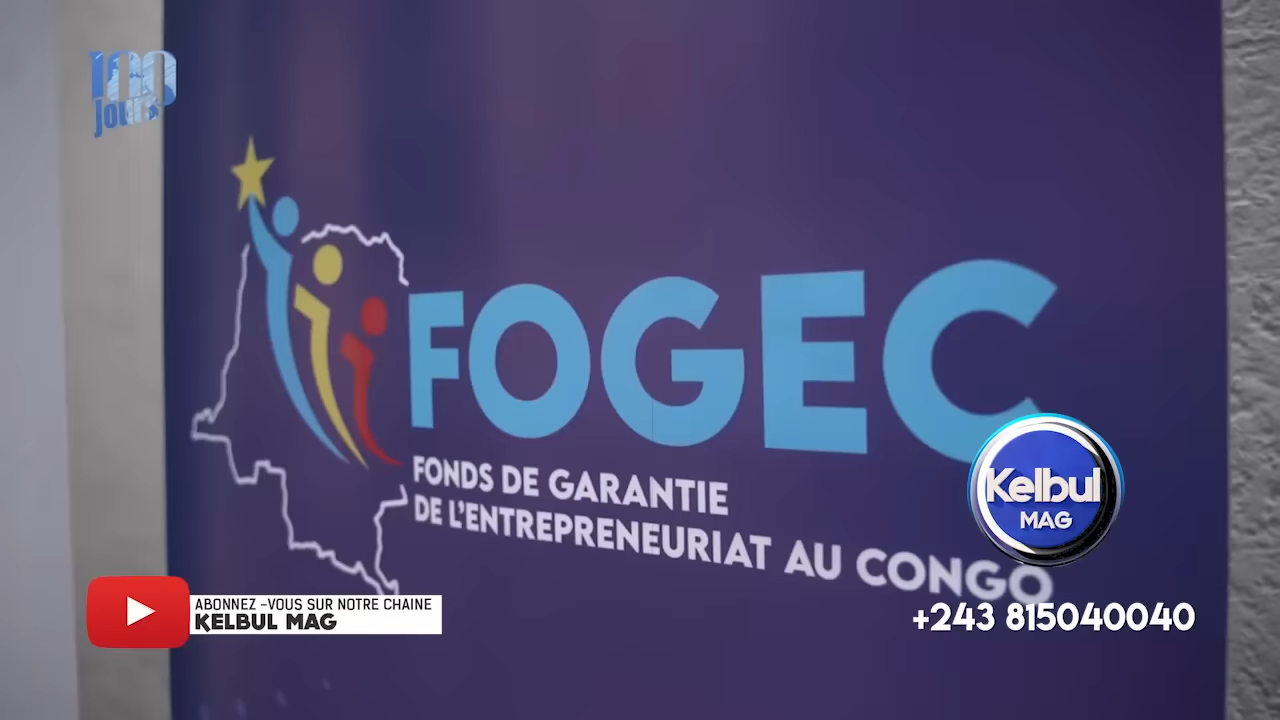 100
Jours
FOGEC
FONDS DE GARANTIE
DE L'ENTREPRENEURIAT AU CONGO
Kelbul
MAG
ABONNEZ -VOUS SUR NOTRE CHAINE
KELBUL MAG
+243 815040040